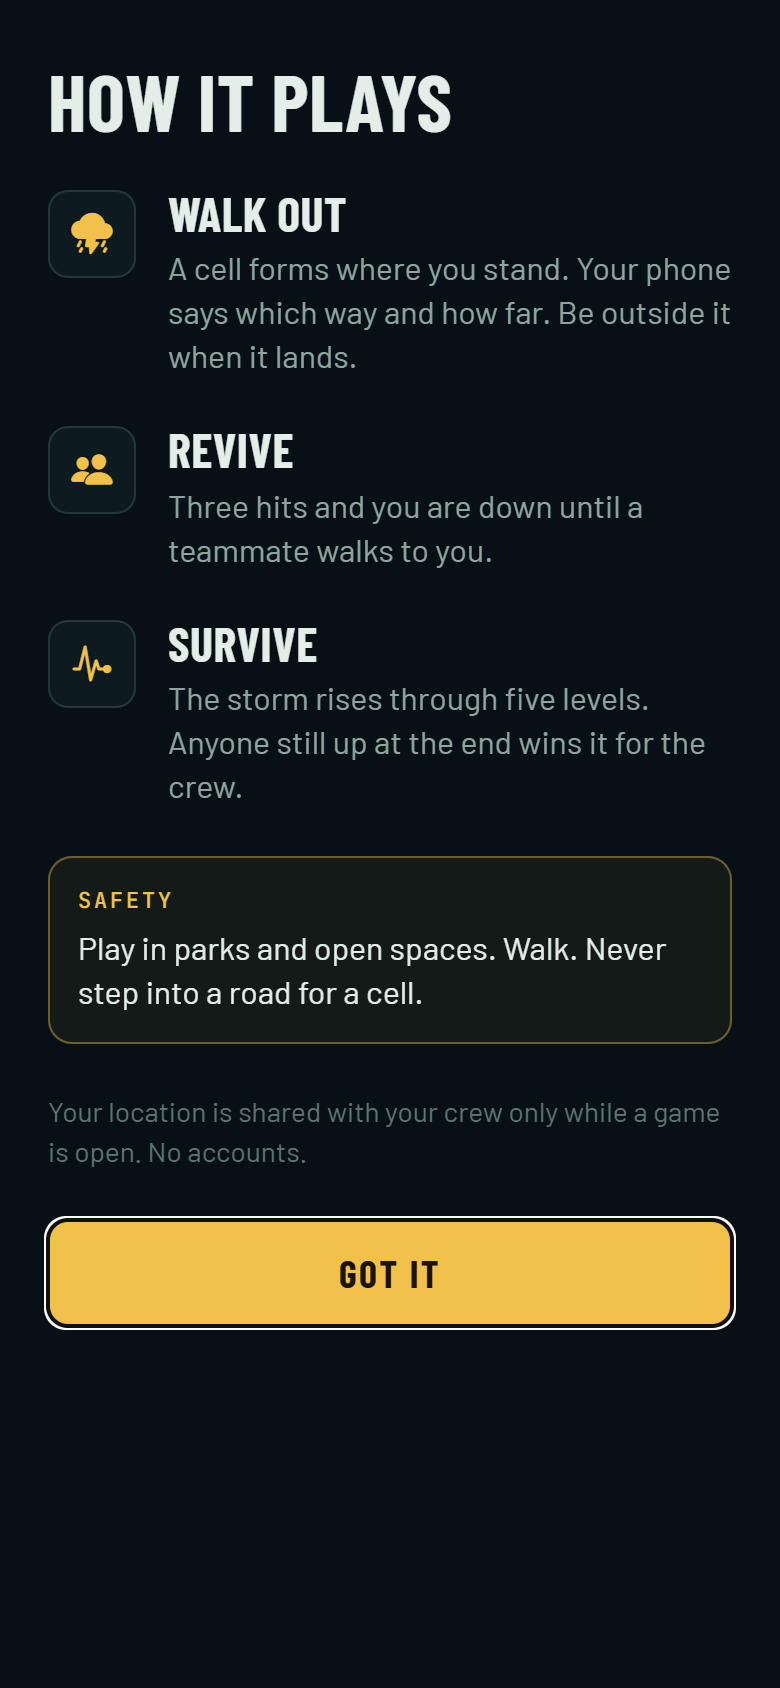 HOW IT PLAYS
WALK OUT
A cell forms where you stand. Your phone
says which way and how far. Be outside it
when it lands.
REVIVE
Three hits and you are down until a
teammate walks to you.
SURVIVE
The storm rises through five levels.
Anyone still up at the end wins it for the
crew.
SAFETY
Play in parks and open spaces. Walk. Never
step into a road for a cell.
Your location is shared with your crew only while a game
is open. No accounts.
GOT IT